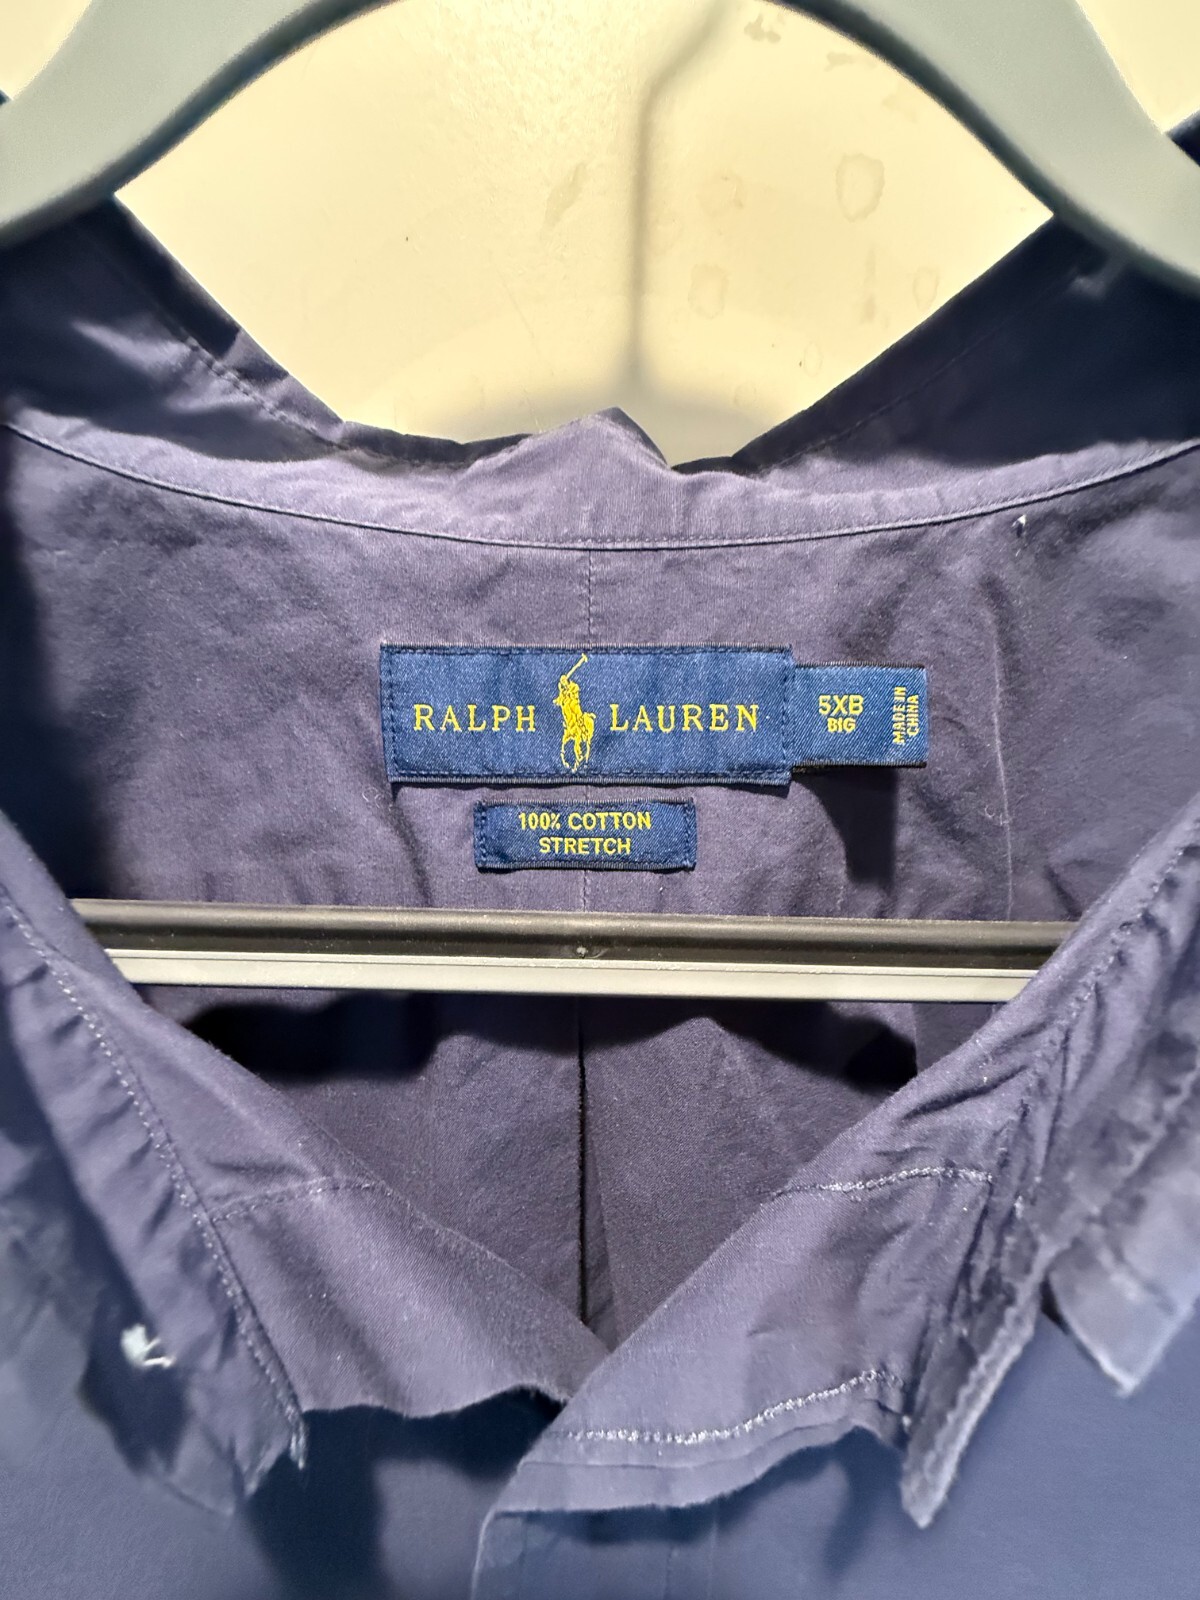 RALPH LAUREN
5XB
BIG
MADE IN
CHINA
100% COTTON
STRETCH